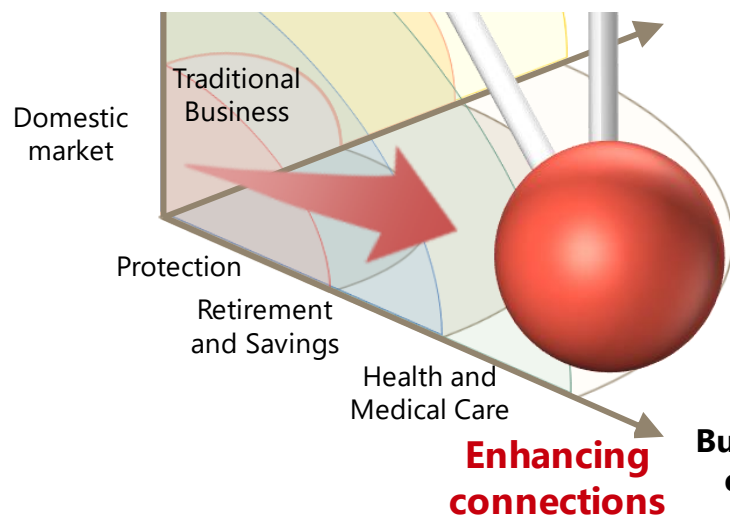 Traditional
Business
Domestic
market
Protection
Retirement
and Savings
Health and
Medical Care
Enhancing
connections